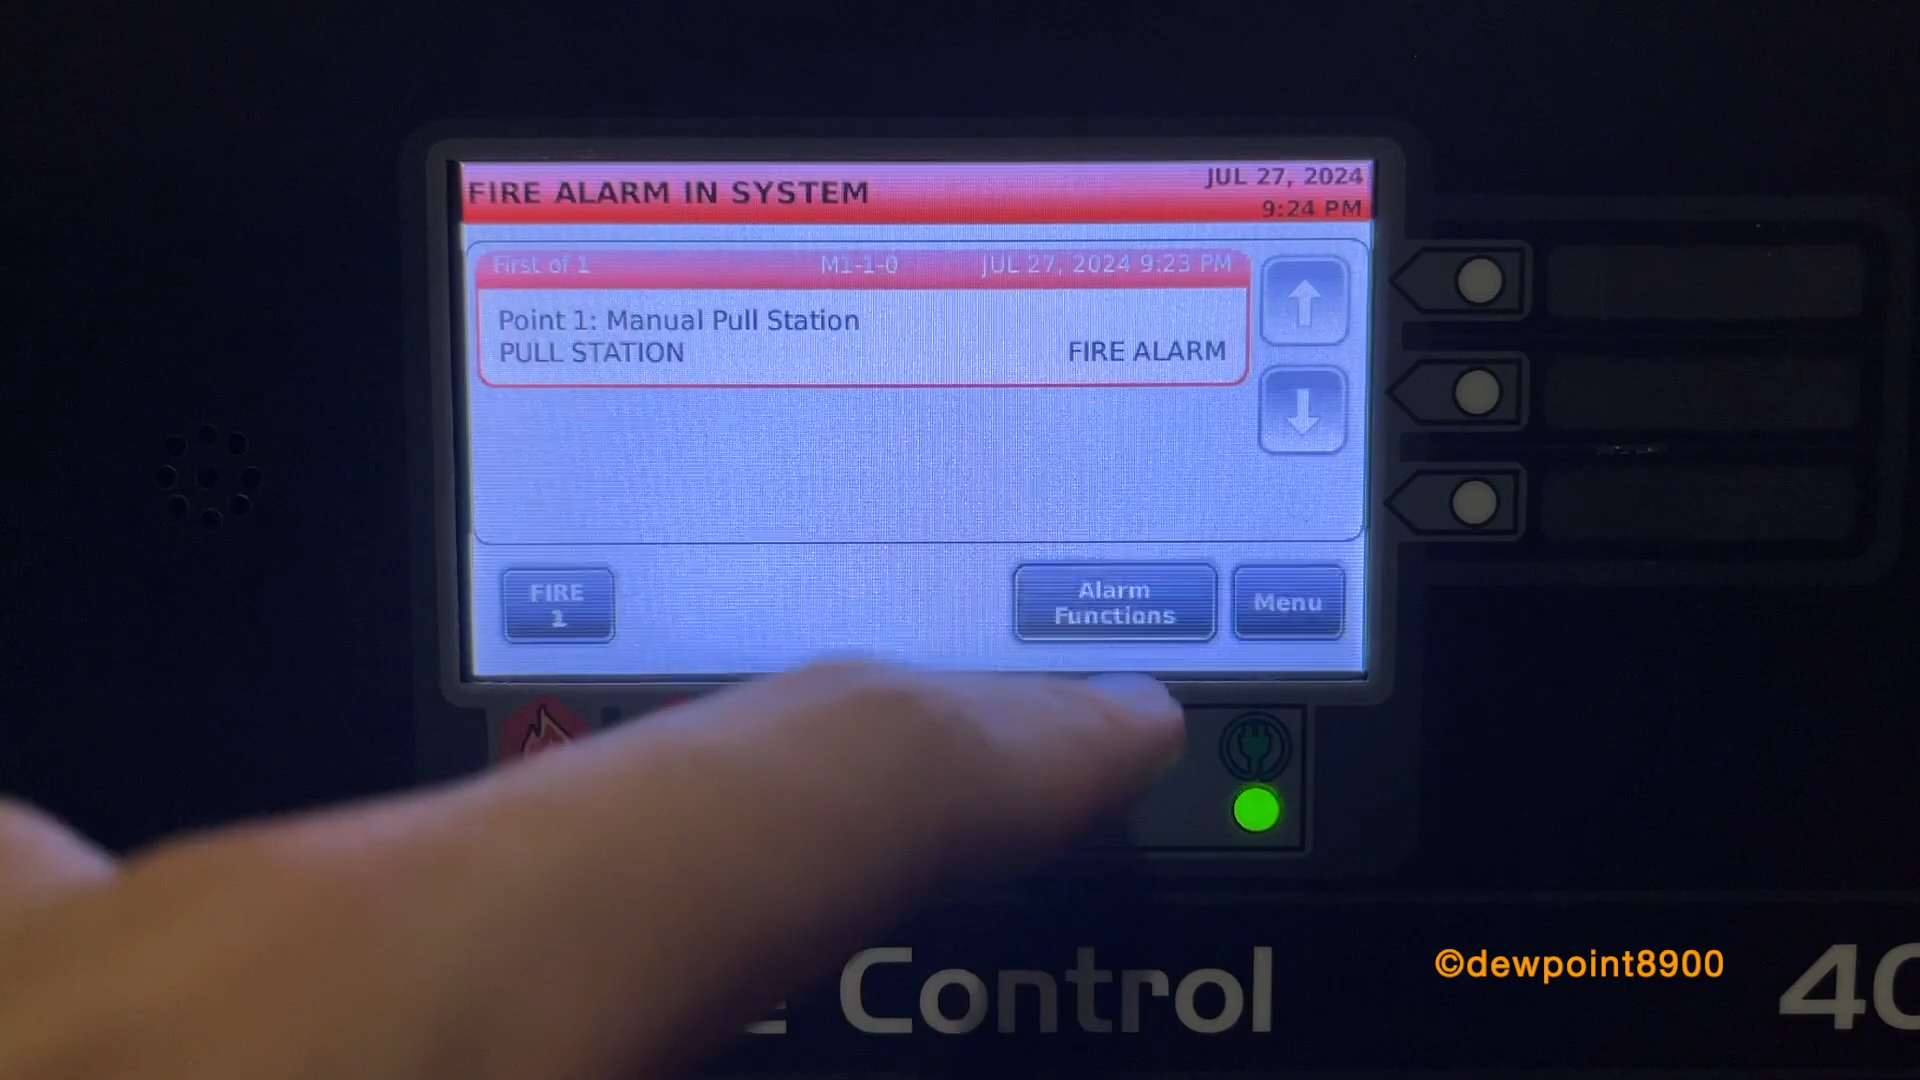 FIRE ALARM IN SYSTEM
JUL 27, 2024
9:24 PM
First of 1 M1-1-0 JUL 27, 2024 9:23 PM
Point 1: Manual Pull Station
PULL STATION FIRE ALARM
FIRE
1
Alarm
Functions
Menu
Control
©dewpoint8900